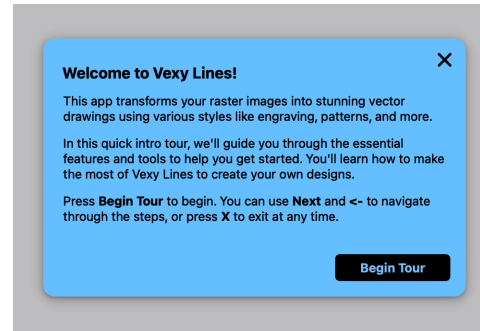 Welcome to Vexy Lines!
This app transforms your raster images into stunning vector
drawings using various styles like engraving, patterns, and more.
In this quick intro tour, we'll guide you through the essential
features and tools to help you get started. You'll learn how to make
the most of Vexy Lines to create your own designs.
Press Begin Tour to begin. You can use Next and <- to navigate
through the steps, or press X to exit at any time.
Begin Tour